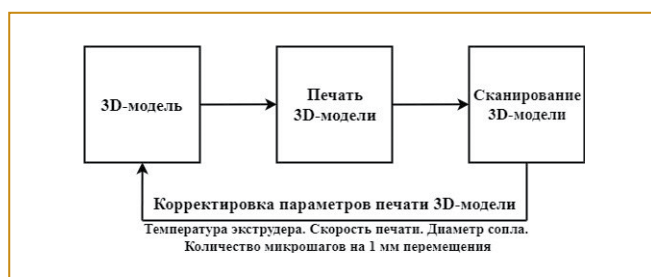 3D-модель
Печать
3D-модели
Сканирование
3D-модели
Корректировка параметров печати 3D-модели
Температура экструдера. Скорость печати. Диаметр сопла.
Количество микрошагов на 1 мм перемещения